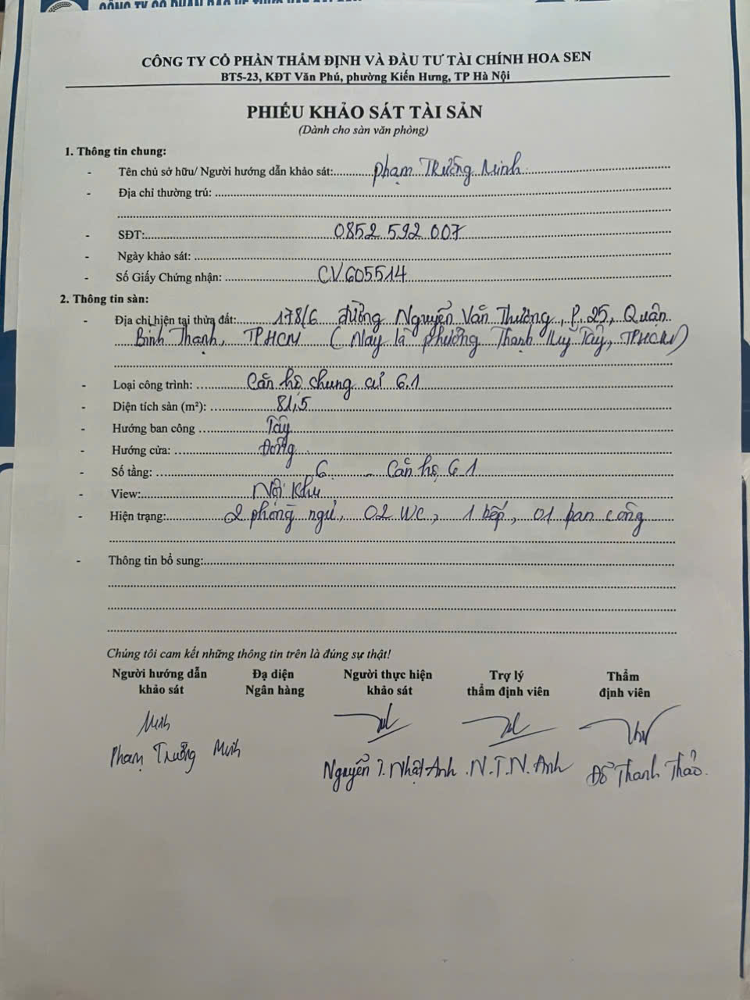 CÔNG TY CỔ PHẦN THẨM ĐỊNH VÀ ĐẦU TƯ TÀI CHÍNH HOA SEN
BT5-23, KĐT Văn Phú, phường Kiến Hưng, TP Hà Nội
PHIẾU KHẢO SÁT TÀI SẢN
(Dành cho sàn văn phòng)
1. Thông tin chung:
- Tên chủ sở hữu/ Người hướng dẫn khảo sát: Phạm Trường Minh
- Địa chỉ thường trú:
- SĐT: 0852 592 007
- Ngày khảo sát:
- Số Giấy Chứng nhận: CV 605514
2. Thông tin sàn:
- Địa chỉ hiện tại thửa đất: 178/6 đường Nguyễn Văn Thương, P. 25, Quận
Bình Thạnh, TPHCM (Nay là phường Thạnh Mỹ Tây, TPHCM)
- Loại công trình: Căn hộ chung cư 6.1
- Diện tích sàn (m²): 81,5
- Hướng ban công Tây
- Hướng cửa: Đông
- Số tầng: 6 - Căn hộ 6 1
- View: Nội khu
- Hiện trạng: 2 phòng ngủ, 02 WC, 1 bếp, 01 ban công
- Thông tin bổ sung:
Chúng tôi cam kết những thông tin trên là đúng sự thật!
Người hướng dẫn Đạ diện Người thực hiện Trợ lý Thẩm
khảo sát Ngân hàng khảo sát thẩm định viên định viên
Minh
Phạm Trường Minh Nguyễn T. Nhật Anh N.T.N. Anh Đỗ Thanh Thảo